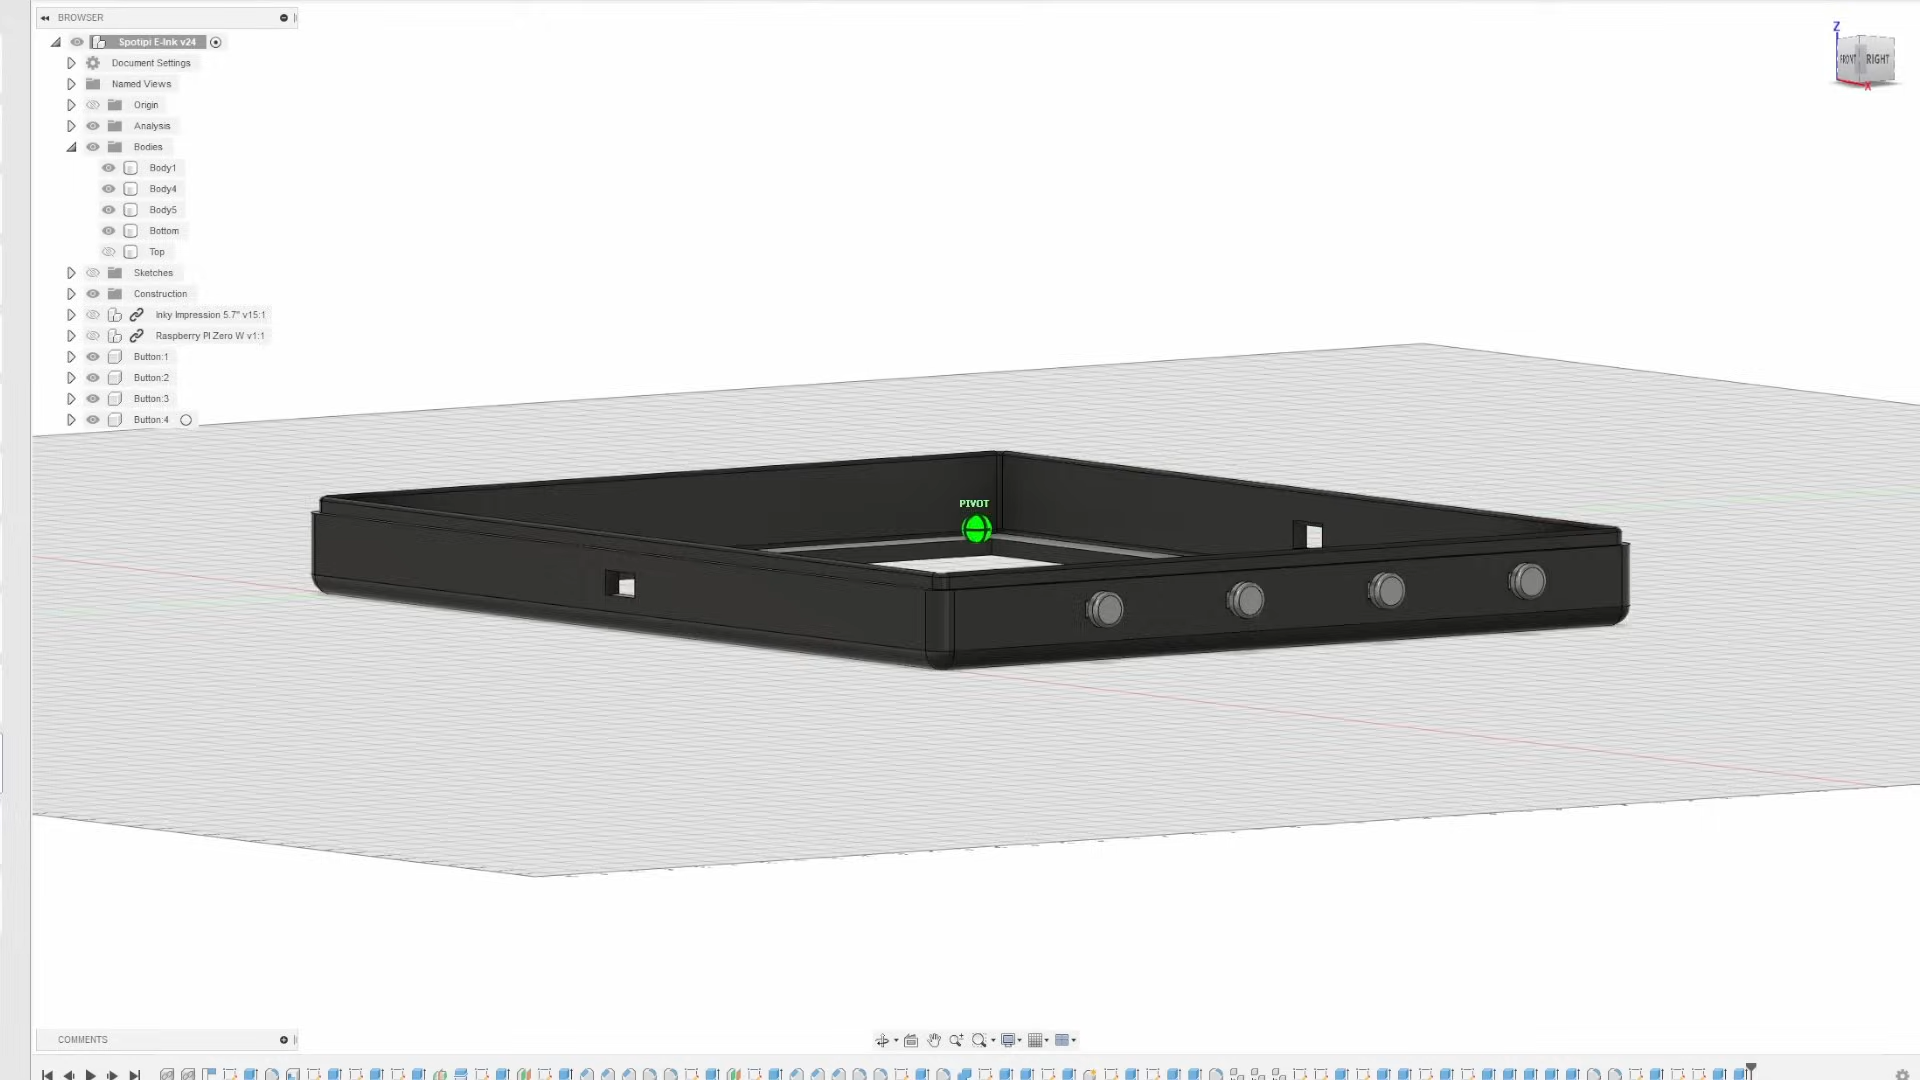 BROWSER
Spotipi E-Ink v24
Document Settings
Named Views
Origin
Analysis
Bodies
Body1
Body4
Body5
Bottom
Top
Sketches
Construction
Inky Impression 5.7" v15:1
Raspberry PI Zero W v1:1
Button:1
Button:2
Button:3
Button:4
Z
FRONT
RIGHT
X
PIVOT
COMMENTS